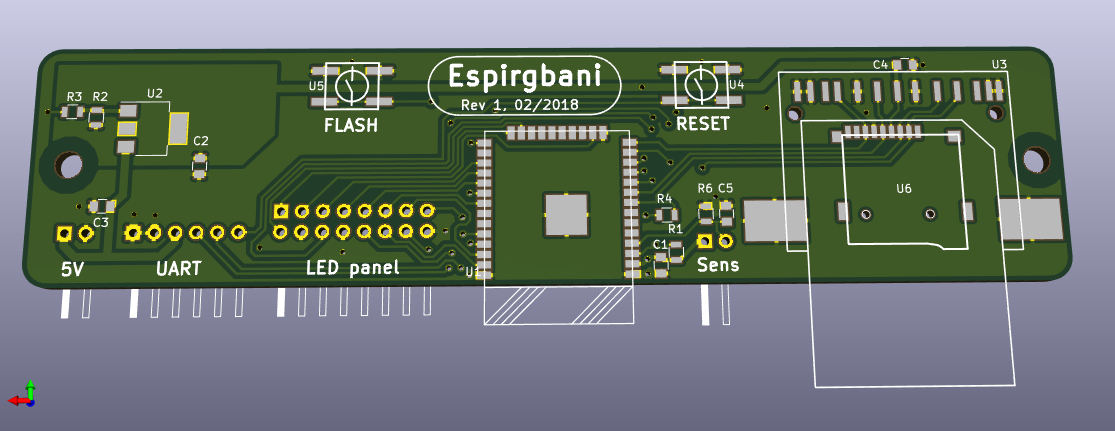 Espirgbani
Rev 1, 02/2018
U5
U4
FLASH
RESET
C4
U3
R3
R2
U2
C2
C3
R6
C5
R4
R1
C1
U6
U1
5V
UART
LED panel
Sens